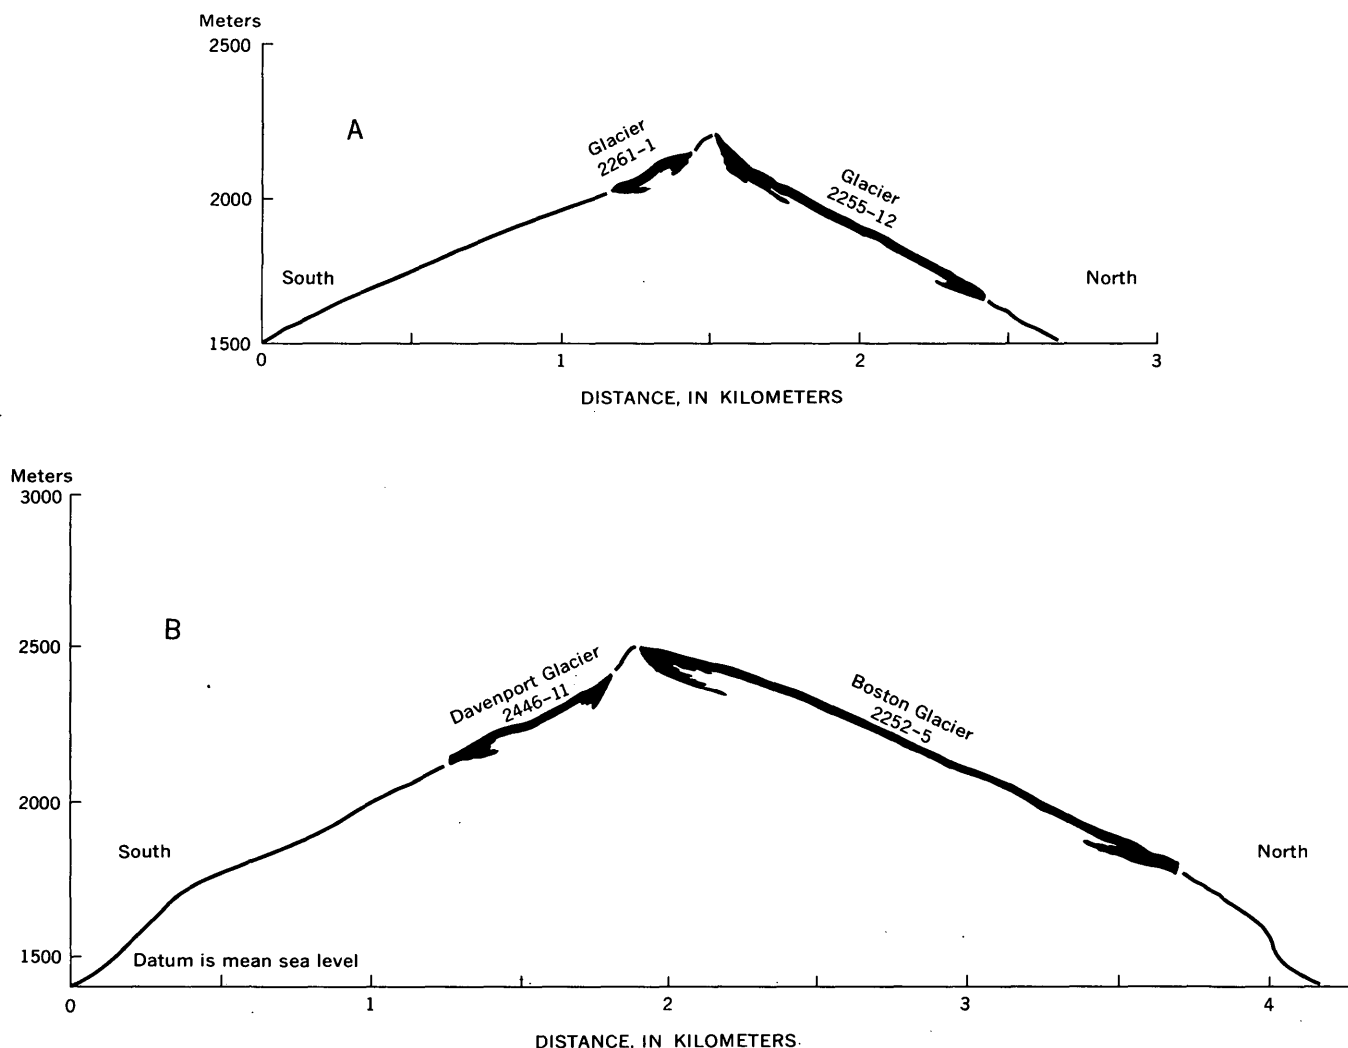 Meters
2500
A
Glacier
2261-1
Glacier
2255-12
2000
South
North
1500
0 1 2 3
DISTANCE, IN KILOMETERS
Meters
3000
B
2500
Davenport Glacier
2446-11
Boston Glacier
2252-5
2000
South
North
1500
Datum is mean sea level
0 1 2 3 4
DISTANCE. IN KILOMETERS